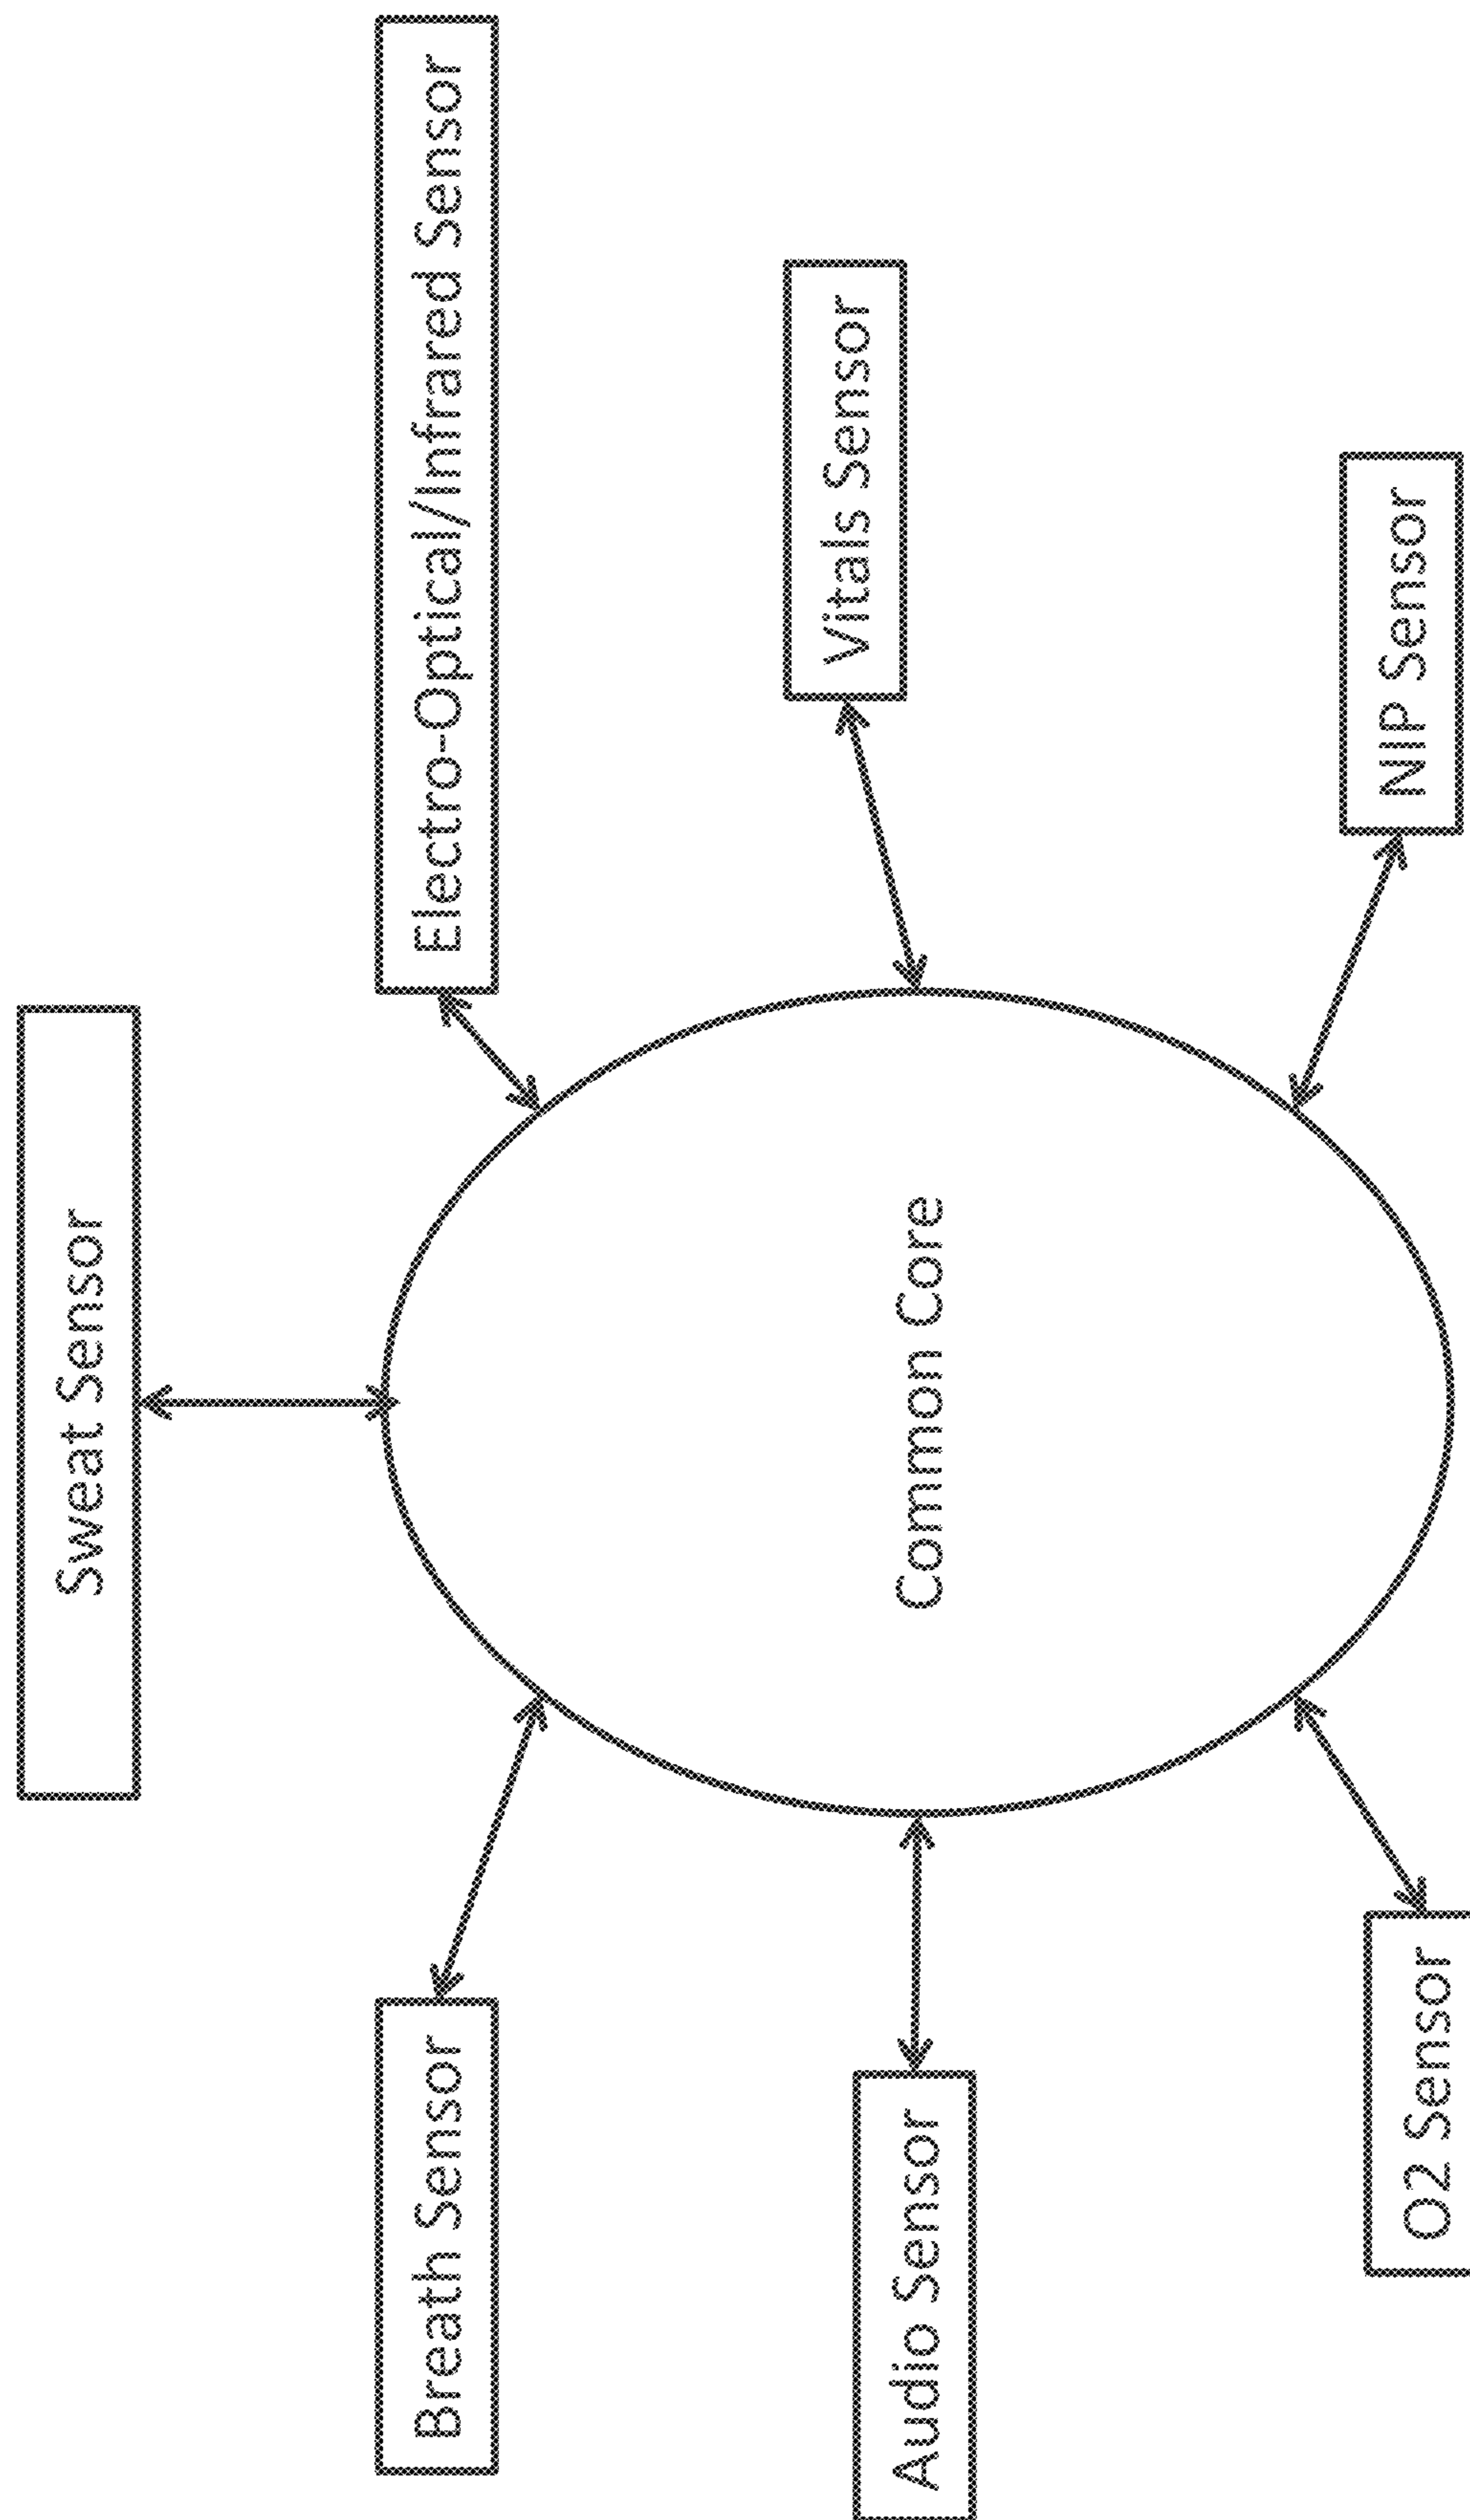 Sweat Sensor
Breath Sensor
Electro-Optical/Infrared Sensor
Common Core
Vitals Sensor
Audio Sensor
NIP Sensor
O2 Sensor